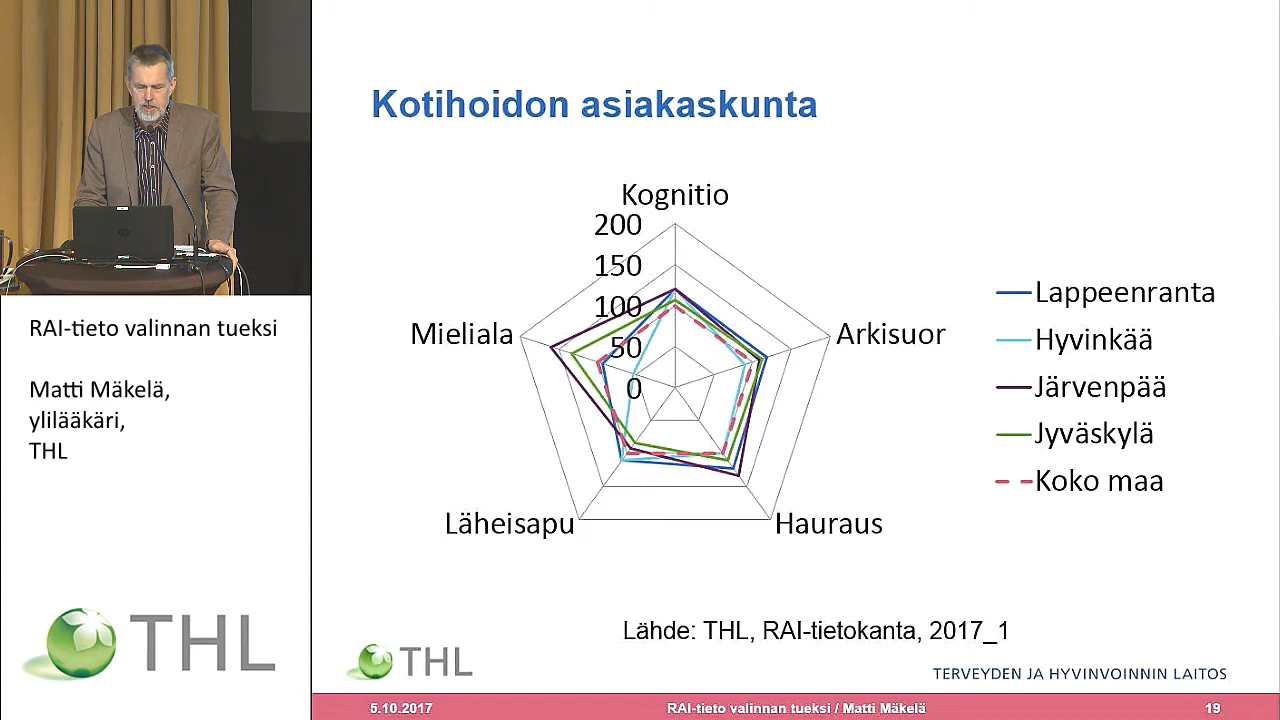 RAI-tieto valinnan tueksi
Matti Mäkelä,
ylilääkäri,
THL
THL
Kotihoidon asiakaskunta
Kognitio
200
150
100
50
0
Mieliala
Arkisuor
Läheisapu
Hauraus
Lappeenranta
Hyvinkää
Järvenpää
Jyväskylä
Koko maa
Lähde: THL, RAI-tietokanta, 2017_1
THL
TERVEYDEN JA HYVINVOINNIN LAITOS
5.10.2017
RAI-tieto valinnan tueksi / Matti Mäkelä
19